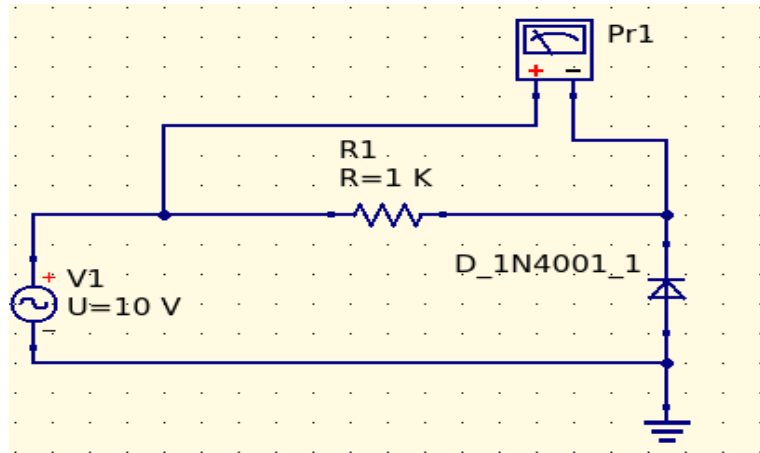 Pr1
+ −
R1
R=1 K
D_1N4001_1
+
V1
U=10 V
−